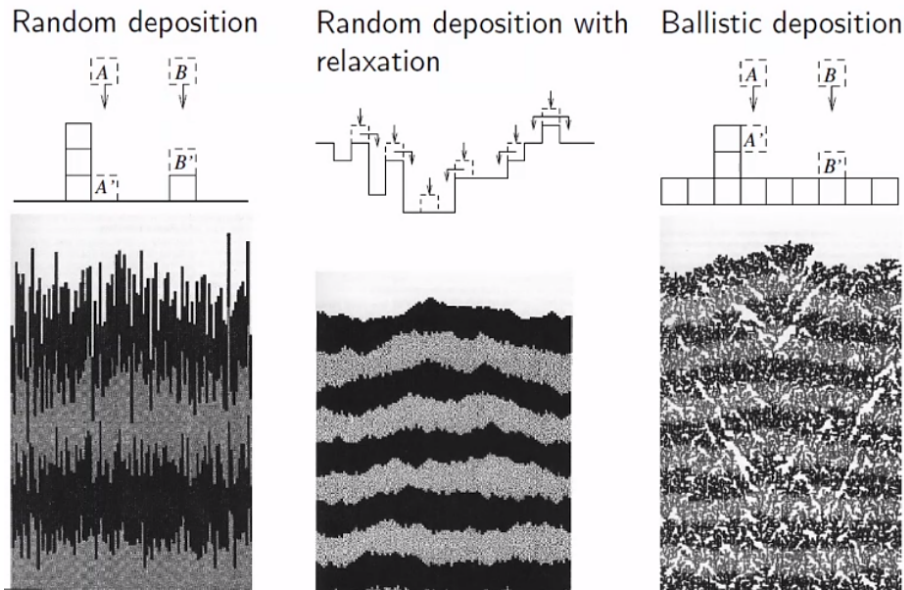 Random deposition
A B
A' B'
Random deposition with
relaxation
Ballistic deposition
A B
A' B'